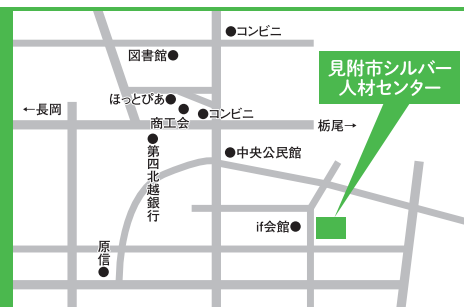 コンビニ
図書館
見附市シルバー
人材センター
ほっとぴあ
←長岡
商工会
コンビニ
栃尾→
第四北越銀行
中央公民館
if会館
原信